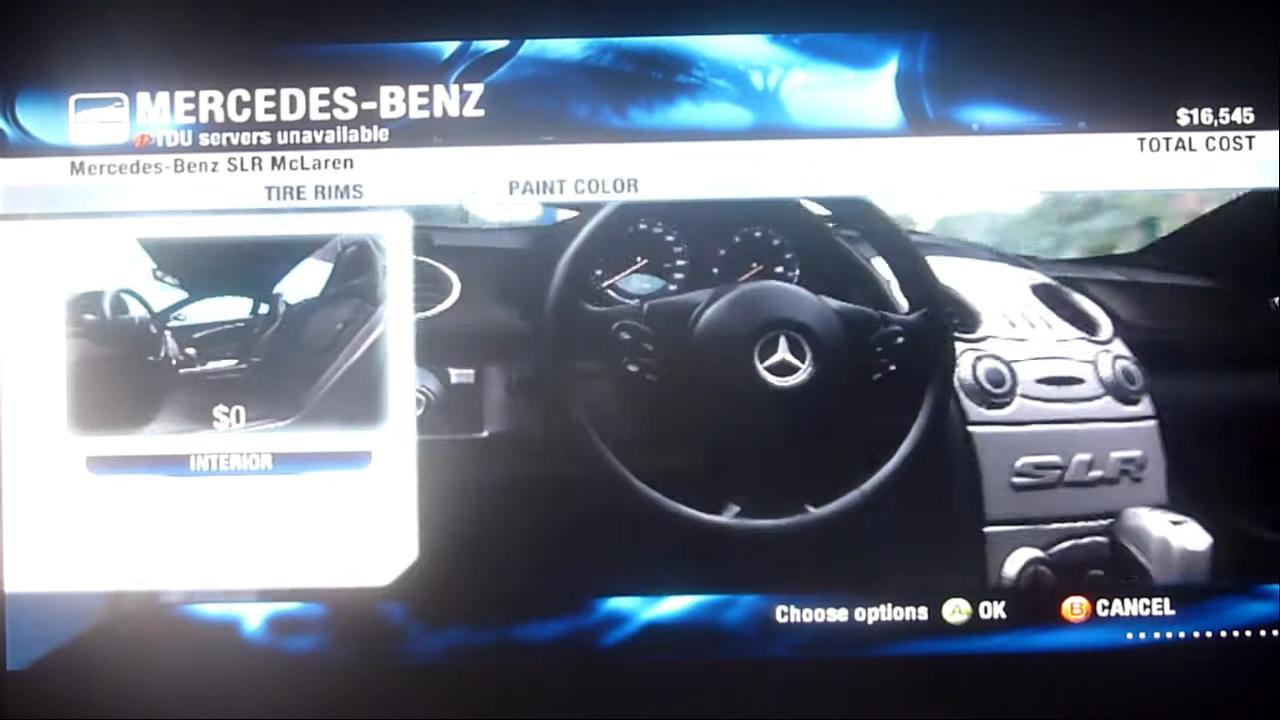 MERCEDES-BENZ
TDU servers unavailable
$16,545
TOTAL COST
Mercedes-Benz SLR McLaren
TIRE RIMS
PAINT COLOR
$0
INTERIOR
SLR
Choose options A OK B CANCEL